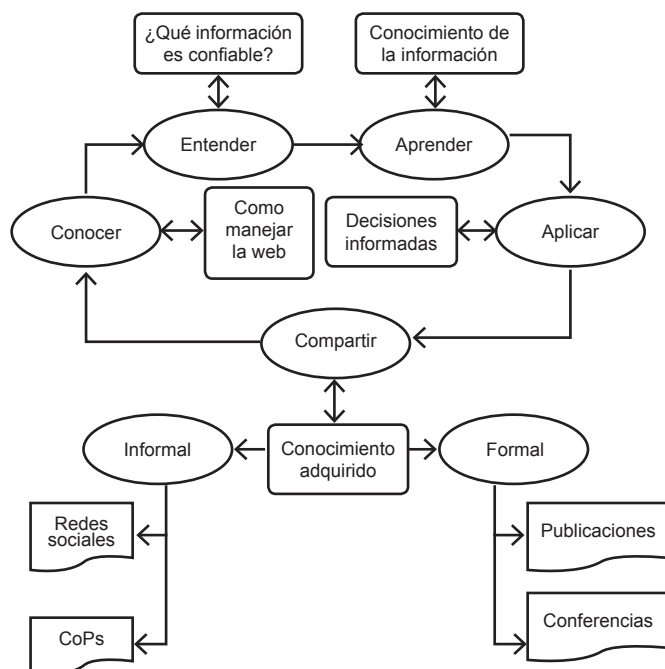 ¿Qué información
es confiable?
Conocimiento de
la información
Entender
Aprender
Conocer
Como
manejar
la web
Decisiones
informadas
Aplicar
Compartir
Informal
Conocimiento
adquirido
Formal
Redes
sociales
Publicaciones
CoPs
Conferencias